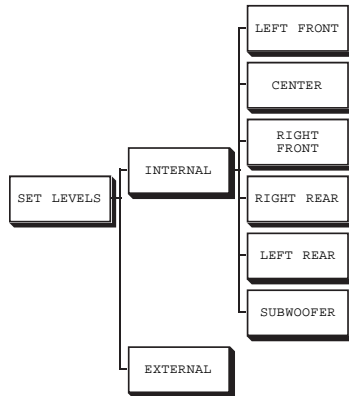 LEFT FRONT
CENTER
RIGHT
FRONT
INTERNAL
SET LEVELS
RIGHT REAR
LEFT REAR
SUBWOOFER
EXTERNAL